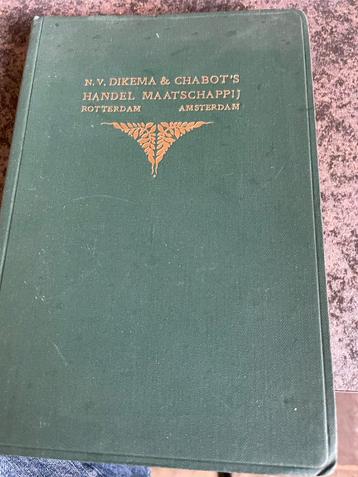 N.V. DIKEMA & CHABOT'S
HANDEL MAATSCHAPPIJ
ROTTERDAM AMSTERDAM